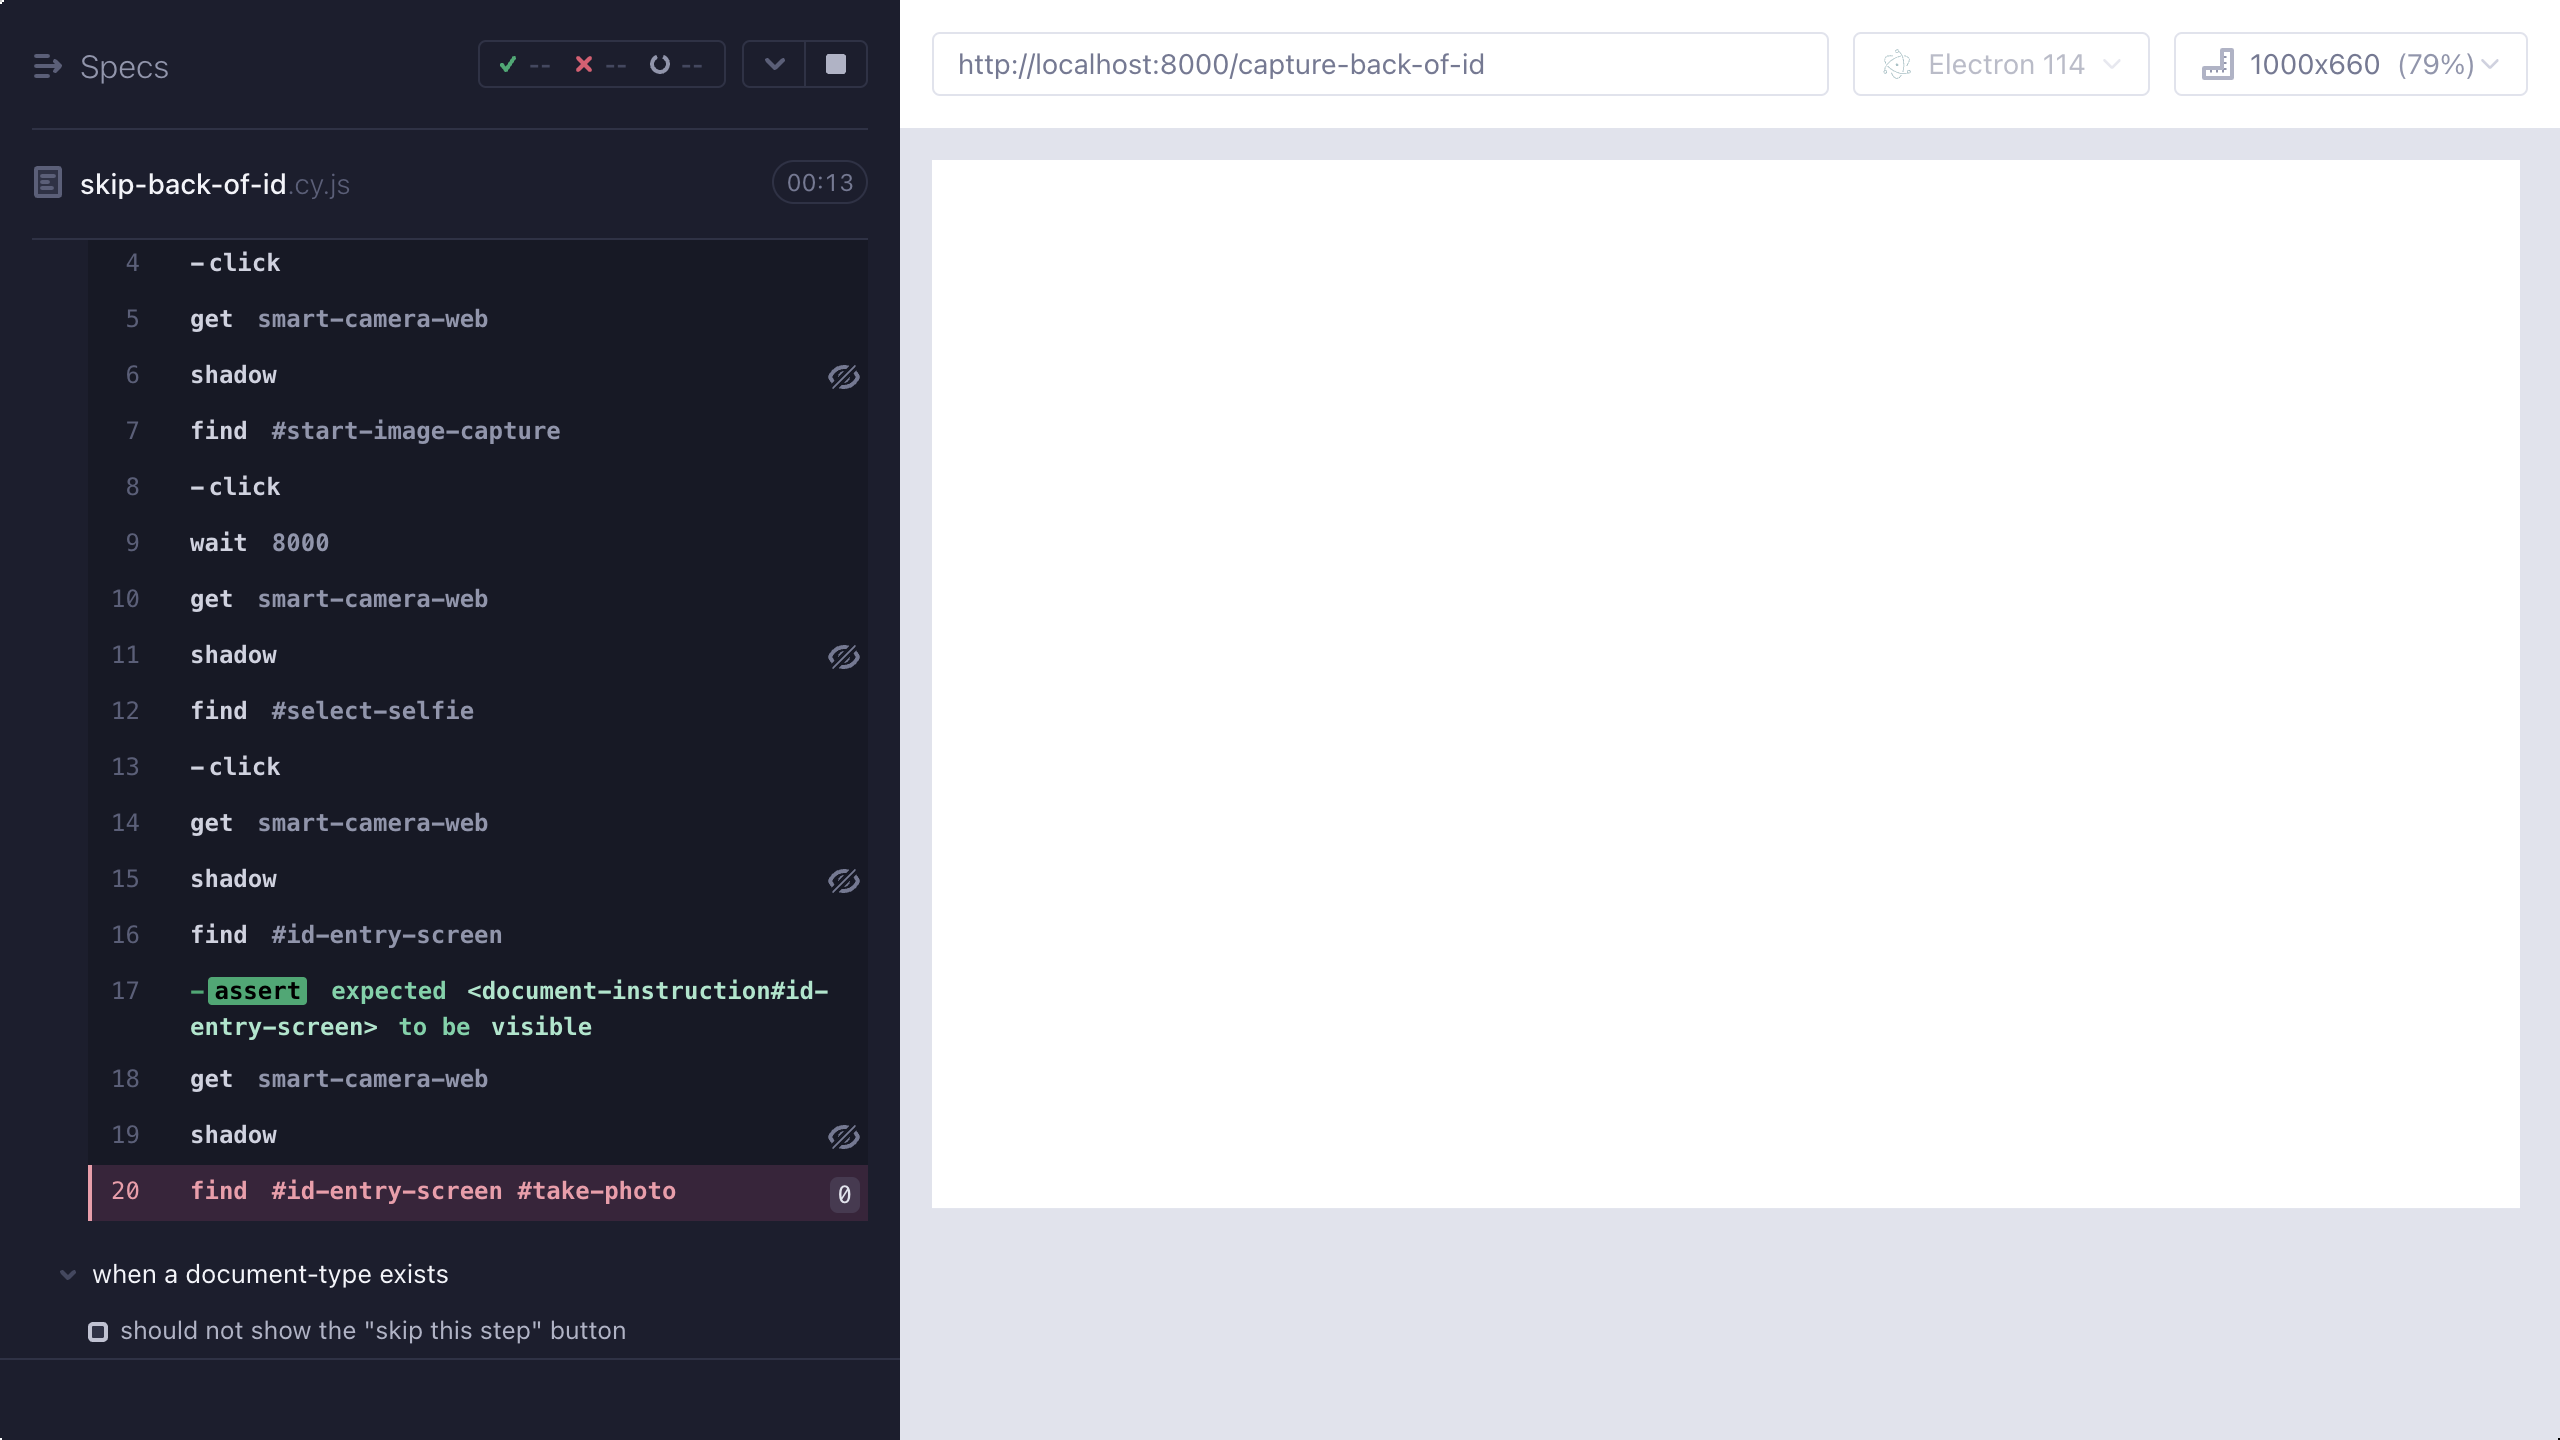 Specs
-- -- --
skip-back-of-id.cy.js
00:13
4 -click
5 get smart-camera-web
6 shadow
7 find #start-image-capture
8 -click
9 wait 8000
10 get smart-camera-web
11 shadow
12 find #select-selfie
13 -click
14 get smart-camera-web
15 shadow
16 find #id-entry-screen
17 -assert expected <document-instruction#id-
entry-screen> to be visible
18 get smart-camera-web
19 shadow
20 find #id-entry-screen #take-photo 0
when a document-type exists
should not show the "skip this step" button
http://localhost:8000/capture-back-of-id
Electron 114
1000x660 (79%)